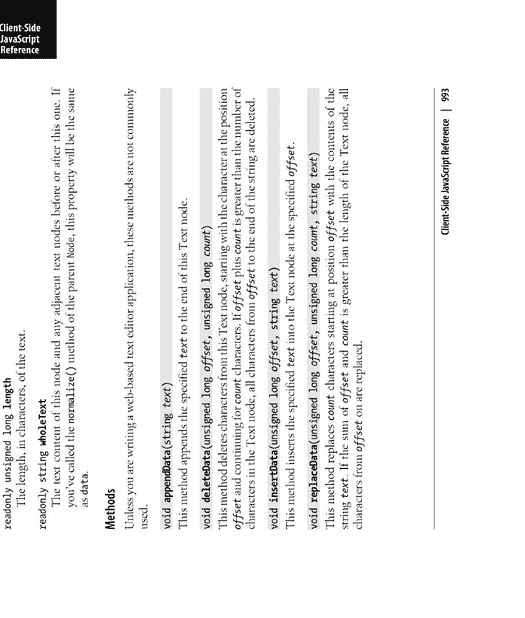 Client-Side
JavaScript
Reference
readonly unsigned long length
The length, in characters, of the text.
readonly string wholeText
The text content of this node and any adjacent text nodes before or after this one. If
you’ve called the normalize() method of the parent Node, this property will be the same
as data.
Methods
Unless you are writing a web-based text editor application, these methods are not commonly
used.
void appendData(string text)
This method appends the specified text to the end of this Text node.
void deleteData(unsigned long offset, unsigned long count)
This method deletes characters from this Text node, starting with the character at the position
offset and continuing for count characters. If offset plus count is greater than the number of
characters in the Text node, all characters from offset to the end of the string are deleted.
void insertData(unsigned long offset, string text)
This method inserts the specified text into the Text node at the specified offset.
void replaceData(unsigned long offset, unsigned long count, string text)
This method replaces count characters starting at position offset with the contents of the
string text. If the sum of offset and count is greater than the length of the Text node, all
characters from offset on are replaced.
Client-Side JavaScript Reference | 993